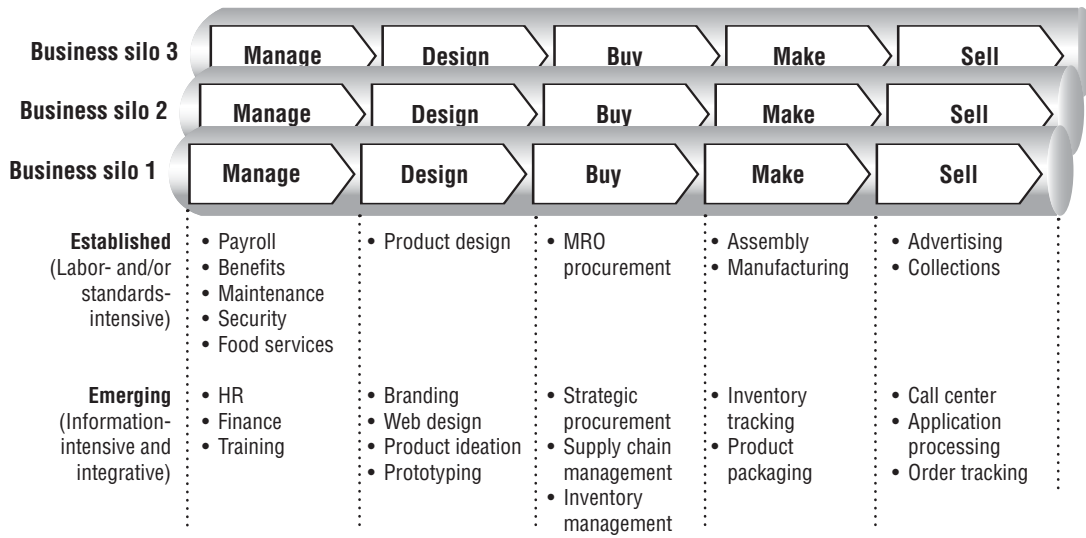 Business silo 3 Manage Design Buy Make Sell
Business silo 2 Manage Design Buy Make Sell
Business silo 1 Manage Design Buy Make Sell
Established
(Labor- and/or
standards-
intensive)
• Payroll
• Benefits
• Maintenance
• Security
• Food services
• Product design
• MRO
procurement
• Assembly
• Manufacturing
• Advertising
• Collections
Emerging
(Information-
intensive and
integrative)
• HR
• Finance
• Training
• Branding
• Web design
• Product ideation
• Prototyping
• Strategic
procurement
• Supply chain
management
• Inventory
management
• Inventory
tracking
• Product
packaging
• Call center
• Application
processing
• Order tracking